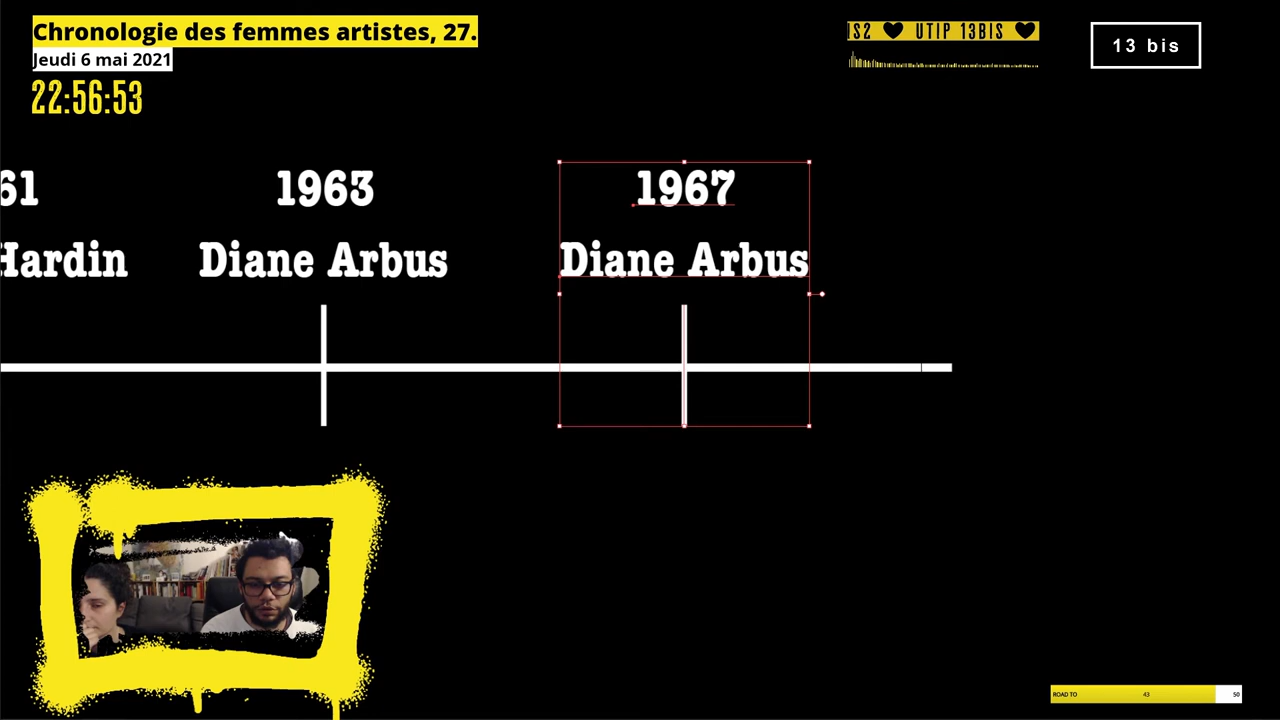 Chronologie des femmes artistes, 27.
Jeudi 6 mai 2021
22:56:53
IS2 ♥ UTIP 13BIS ♥
13 bis
61
1963
1967
Hardin
Diane Arbus
Diane Arbus
ROAD TO 43 50